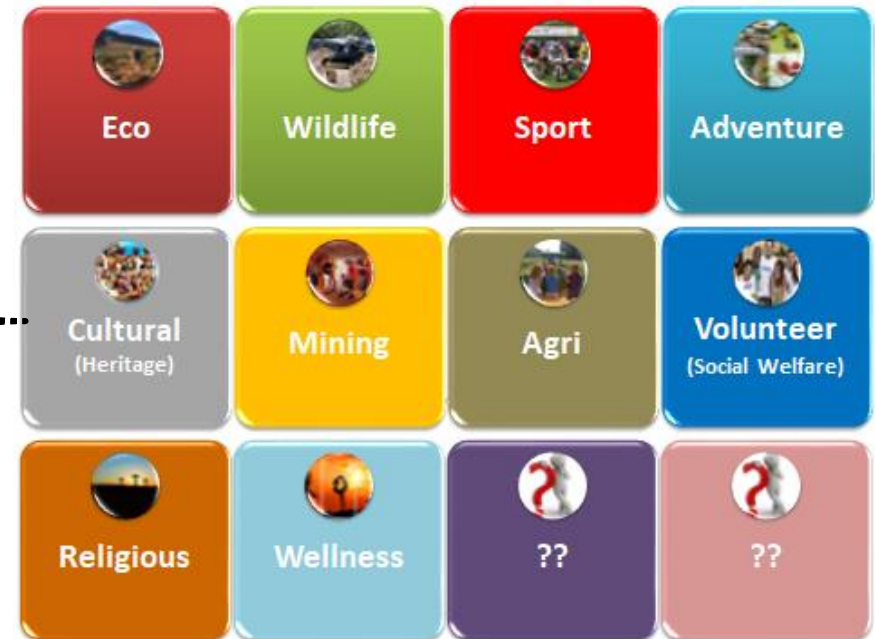 Eco
Wildlife
Sport
Adventure
Cultural
(Heritage)
Mining
Agri
Volunteer
(Social Welfare)
Religious
Wellness
??
??